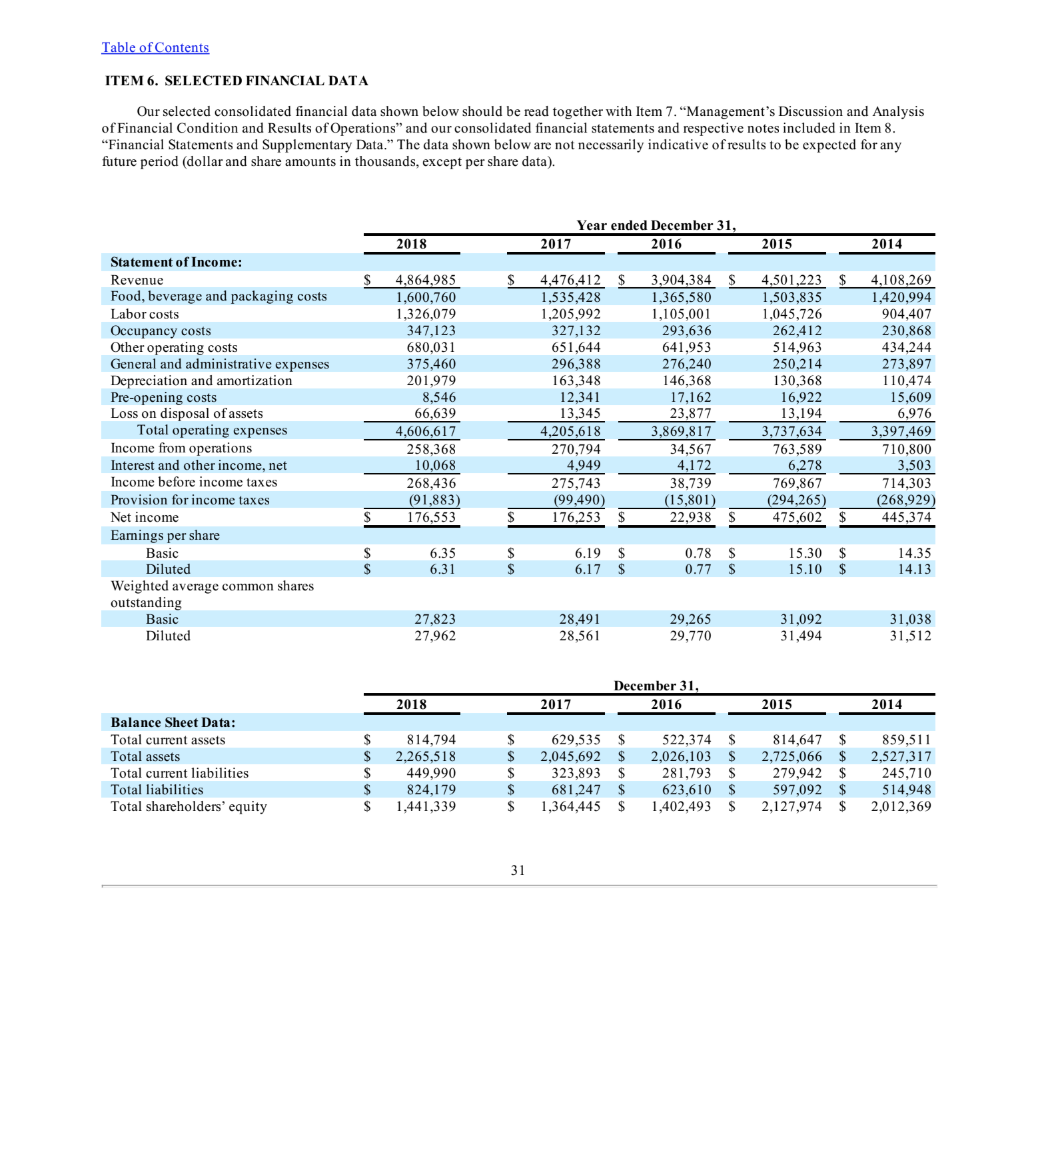 Table of Contents
ITEM 6. SELECTED FINANCIAL DATA
Our selected consolidated financial data shown below should be read together with Item 7. “Management’s Discussion and Analysis
of Financial Condition and Results of Operations” and our consolidated financial statements and respective notes included in Item 8.
“Financial Statements and Supplementary Data.” The data shown below are not necessarily indicative of results to be expected for any
future period (dollar and share amounts in thousands, except per share data).
Year ended December 31,
2018 2017 2016 2015 2014
Statement of Income:
Revenue $ 4,864,985 $ 4,476,412 $ 3,904,384 $ 4,501,223 $ 4,108,269
Food, beverage and packaging costs 1,600,760 1,535,428 1,365,580 1,503,835 1,420,994
Labor costs 1,326,079 1,205,992 1,105,001 1,045,726 904,407
Occupancy costs 347,123 327,132 293,636 262,412 230,868
Other operating costs 680,031 651,644 641,953 514,963 434,244
General and administrative expenses 375,460 296,388 276,240 250,214 273,897
Depreciation and amortization 201,979 163,348 146,368 130,368 110,474
Pre-opening costs 8,546 12,341 17,162 16,922 15,609
Loss on disposal of assets 66,639 13,345 23,877 13,194 6,976
Total operating expenses 4,606,617 4,205,618 3,869,817 3,737,634 3,397,469
Income from operations 258,368 270,794 34,567 763,589 710,800
Interest and other income, net 10,068 4,949 4,172 6,278 3,503
Income before income taxes 268,436 275,743 38,739 769,867 714,303
Provision for income taxes (91,883) (99,490) (15,801) (294,265) (268,929)
Net income $ 176,553 $ 176,253 $ 22,938 $ 475,602 $ 445,374
Earnings per share
Basic $ 6.35 $ 6.19 $ 0.78 $ 15.30 $ 14.35
Diluted $ 6.31 $ 6.17 $ 0.77 $ 15.10 $ 14.13
Weighted average common shares
outstanding
Basic 27,823 28,491 29,265 31,092 31,038
Diluted 27,962 28,561 29,770 31,494 31,512
December 31,
2018 2017 2016 2015 2014
Balance Sheet Data:
Total current assets $ 814,794 $ 629,535 $ 522,374 $ 814,647 $ 859,511
Total assets $ 2,265,518 $ 2,045,692 $ 2,026,103 $ 2,725,066 $ 2,527,317
Total current liabilities $ 449,990 $ 323,893 $ 281,793 $ 279,942 $ 245,710
Total liabilities $ 824,179 $ 681,247 $ 623,610 $ 597,092 $ 514,948
Total shareholders’ equity $ 1,441,339 $ 1,364,445 $ 1,402,493 $ 2,127,974 $ 2,012,369
31